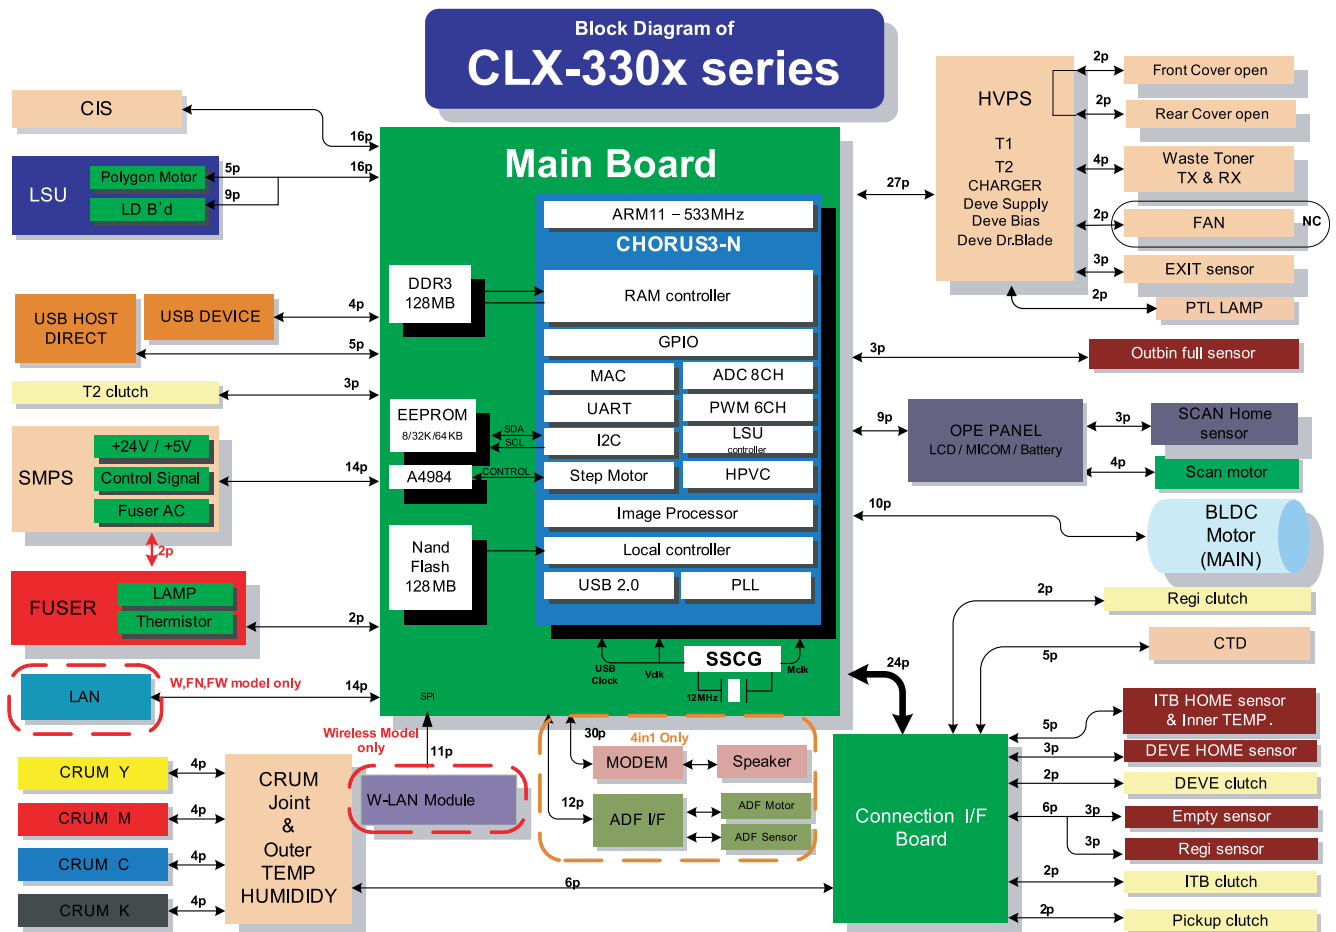 Block Diagram of
CLX-330x series
CIS
16p
LSU
Polygon Motor
LD B'd
5p
9p
16p
USB HOST
DIRECT
USB DEVICE
4p
5p
T2 clutch
3p
SMPS
+24V / +5V
Control Signal
Fuser AC
14p
2p
FUSER
LAMP
Thermistor
2p
LAN
W,FN,FW model only
14p
CRUM Y
4p
CRUM M
4p
CRUM C
4p
CRUM K
4p
CRUM
Joint
&
Outer
TEMP
HUMIDIDY
6p
Wireless Model
only
11p
W-LAN Module
SPI
Main Board
ARM11 – 533MHz
CHORUS3-N
DDR3
128MB
RAM controller
GPIO
MAC
ADC 8CH
UART
PWM 6CH
EEPROM
8/32K/64KB
SDA
SCL
I2C
LSU
controller
A4984
CONTROL
Step Motor
HPVC
Image Processor
Nand
Flash
128MB
Local controller
USB 2.0
PLL
USB
Clock
Vclk
SSCG
Mclk
12MHz
30p
4in1 Only
MODEM
Speaker
12p
ADF I/F
ADF Motor
ADF Sensor
24p
Connection I/F
Board
27p
HVPS
T1
T2
CHARGER
Deve Supply
Deve Bias
Deve Dr.Blade
2p
Front Cover open
2p
Rear Cover open
4p
Waste Toner
TX & RX
2p
FAN
NC
3p
EXIT sensor
2p
PTL LAMP
3p
Outbin full sensor
9p
OPE PANEL
LCD / MICOM / Battery
3p
SCAN Home
sensor
4p
Scan motor
10p
BLDC
Motor
(MAIN)
2p
Regi clutch
5p
CTD
5p
ITB HOME sensor
& Inner TEMP.
3p
DEVE HOME sensor
2p
DEVE clutch
6p
3p
Empty sensor
3p
Regi sensor
2p
ITB clutch
2p
Pickup clutch